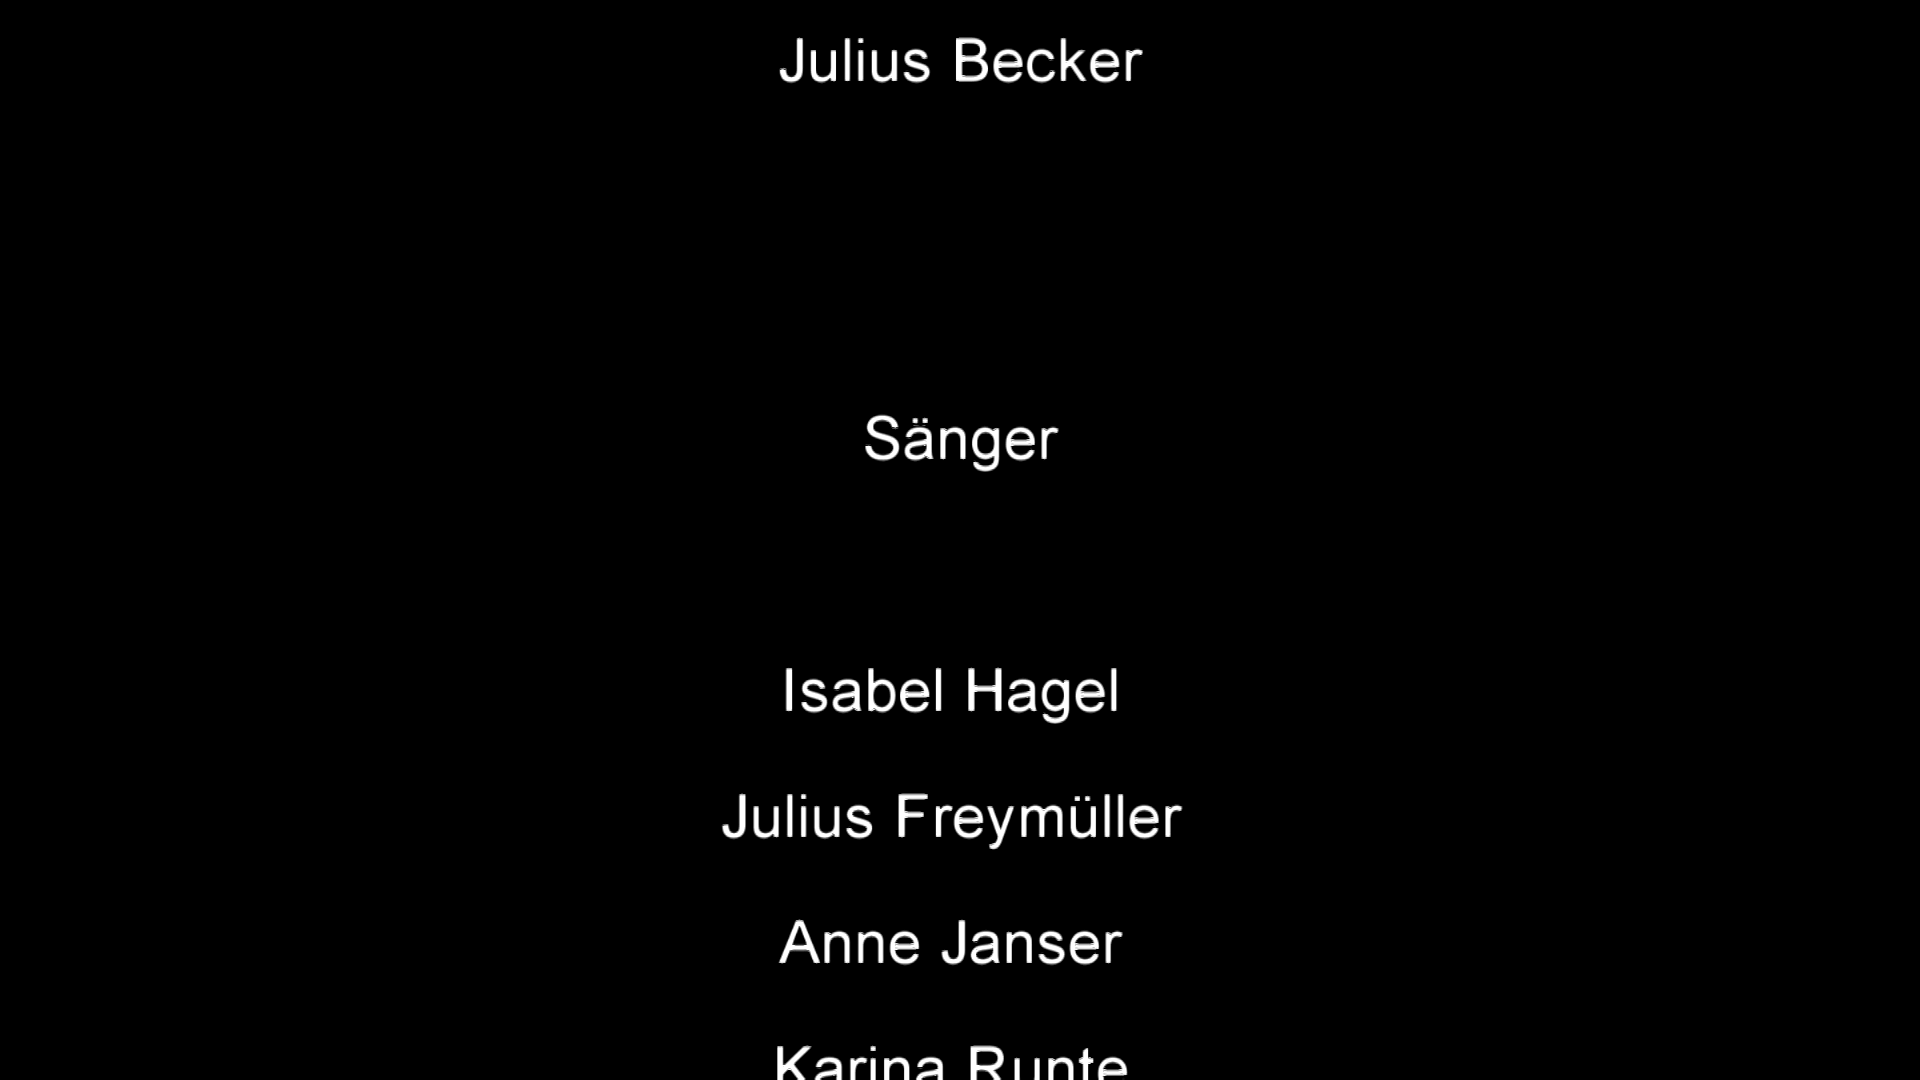 Julius Becker
Sänger
Isabel Hagel
Julius Freymüller
Anne Janser
Karina Runte